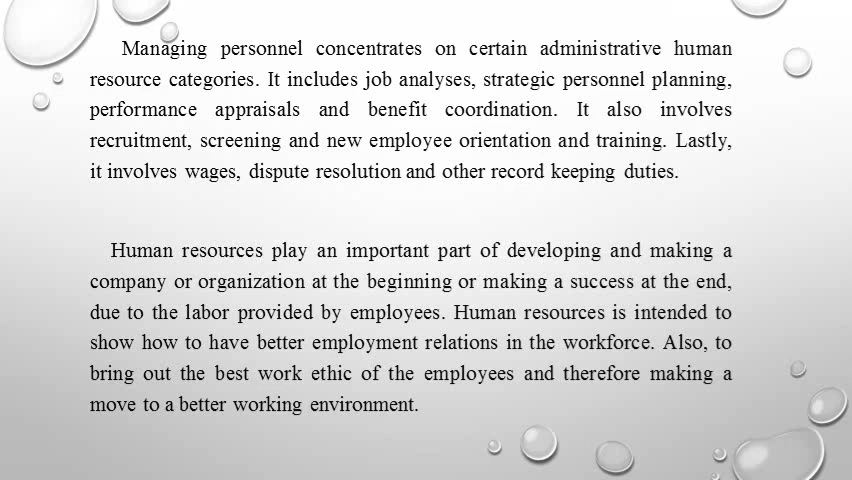 Managing personnel concentrates on certain administrative human
resource categories. It includes job analyses, strategic personnel planning,
performance appraisals and benefit coordination. It also involves
recruitment, screening and new employee orientation and training. Lastly,
it involves wages, dispute resolution and other record keeping duties.
Human resources play an important part of developing and making a
company or organization at the beginning or making a success at the end,
due to the labor provided by employees. Human resources is intended to
show how to have better employment relations in the workforce. Also, to
bring out the best work ethic of the employees and therefore making a
move to a better working environment.